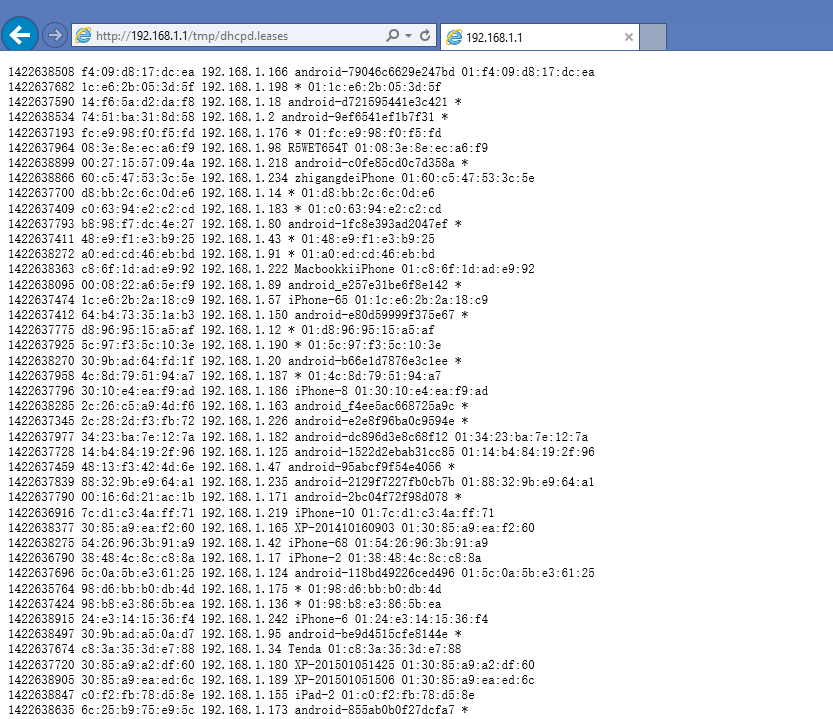 http://192.168.1.1/tmp/dhcpd.leases
192.168.1.1
1422638508 f4:09:d8:17:dc:ea 192.168.1.166 android-79046c6629e247bd 01:f4:09:d8:17:dc:ea
1422637682 1c:e6:2b:05:3d:5f 192.168.1.198 * 01:1c:e6:2b:05:3d:5f
1422637590 14:f6:5a:d2:da:f8 192.168.1.18 android-d721595441e3c421 *
1422638534 74:51:ba:31:8d:58 192.168.1.2 android-9ef6541ef1b7f31 *
1422637193 fc:e9:98:f0:f5:fd 192.168.1.176 * 01:fc:e9:98:f0:f5:fd
1422637964 08:3e:8e:ec:a6:f9 192.168.1.98 R5WET654T 01:08:3e:8e:ec:a6:f9
1422638899 00:27:15:57:09:4a 192.168.1.218 android-c0fe85cd0c7d358a *
1422638866 60:c5:47:53:3c:5e 192.168.1.234 zhigangdeiPhone 01:60:c5:47:53:3c:5e
1422637700 d8:bb:2c:6c:0d:e6 192.168.1.14 * 01:d8:bb:2c:6c:0d:e6
1422637409 c0:63:94:e2:c2:cd 192.168.1.183 * 01:c0:63:94:e2:c2:cd
1422637793 b8:98:f7:dc:4e:27 192.168.1.80 android-1fc8e393ad2047ef *
1422637411 48:e9:f1:e3:b9:25 192.168.1.43 * 01:48:e9:f1:e3:b9:25
1422638272 a0:ed:cd:46:eb:bd 192.168.1.91 * 01:a0:ed:cd:46:eb:bd
1422638363 c8:6f:1d:ad:e9:92 192.168.1.222 MacbookkiiPhone 01:c8:6f:1d:ad:e9:92
1422638095 00:08:22:a6:5e:f9 192.168.1.89 android_e257e31be6f8e142 *
1422637474 1c:e6:2b:2a:18:c9 192.168.1.57 iPhone-65 01:1c:e6:2b:2a:18:c9
1422637412 64:b4:73:35:1a:b3 192.168.1.150 android-e80d59999f375e67 *
1422637775 d8:96:95:15:a5:af 192.168.1.12 * 01:d8:96:95:15:a5:af
1422637925 5c:97:f3:5c:10:3e 192.168.1.190 * 01:5c:97:f3:5c:10:3e
1422638270 30:9b:ad:64:fd:1f 192.168.1.20 android-b66e1d7876e3c1ee *
1422637958 4c:8d:79:51:94:a7 192.168.1.187 * 01:4c:8d:79:51:94:a7
1422637796 30:10:e4:ea:f9:ad 192.168.1.186 iPhone-8 01:30:10:e4:ea:f9:ad
1422638285 2c:26:c5:a9:4d:f6 192.168.1.163 android_f4ee5ac668725a9c *
1422637345 2c:28:2d:f3:fb:72 192.168.1.226 android-e2e8f96ba0c9594e *
1422637977 34:23:ba:7e:12:7a 192.168.1.182 android-dc896d3e8c68f12 01:34:23:ba:7e:12:7a
1422637728 14:b4:84:19:2f:96 192.168.1.125 android-1522d2ebab31cc85 01:14:b4:84:19:2f:96
1422637459 48:13:f3:42:4d:6e 192.168.1.47 android-95abcf9f54e4056 *
1422637839 88:32:9b:e9:64:a1 192.168.1.235 android-2129f7227fb0cb7b 01:88:32:9b:e9:64:a1
1422637790 00:16:6d:21:ac:1b 192.168.1.171 android-2bc04f72f98d078 *
1422636916 7c:d1:c3:4a:ff:71 192.168.1.219 iPhone-10 01:7c:d1:c3:4a:ff:71
1422638377 30:85:a9:ea:f2:60 192.168.1.165 XP-201410160903 01:30:85:a9:ea:f2:60
1422638275 54:26:96:3b:91:a9 192.168.1.42 iPhone-68 01:54:26:96:3b:91:a9
1422636790 38:48:4c:8c:c8:8a 192.168.1.17 iPhone-2 01:38:48:4c:8c:c8:8a
1422637696 5c:0a:5b:e3:61:25 192.168.1.124 android-118bd49226ced496 01:5c:0a:5b:e3:61:25
1422635764 98:d6:bb:b0:db:4d 192.168.1.175 * 01:98:d6:bb:b0:db:4d
1422637424 98:b8:e3:86:5b:ea 192.168.1.136 * 01:98:b8:e3:86:5b:ea
1422638915 24:e3:14:15:36:f4 192.168.1.242 iPhone-6 01:24:e3:14:15:36:f4
1422638497 30:9b:ad:a5:0a:d7 192.168.1.95 android-be9d4515cfe8144e *
1422637674 c8:3a:35:3d:e7:88 192.168.1.34 Tenda 01:c8:3a:35:3d:e7:88
1422637720 30:85:a9:a2:df:60 192.168.1.180 XP-201501051425 01:30:85:a9:a2:df:60
1422638905 30:85:a9:ea:ed:6c 192.168.1.189 XP-201501051506 01:30:85:a9:ea:ed:6c
1422638847 c0:f2:fb:78:d5:8e 192.168.1.155 iPad-2 01:c0:f2:fb:78:d5:8e
1422638635 6c:25:b9:75:e9:5c 192.168.1.173 android-855ab0b0f27dcfa7 *